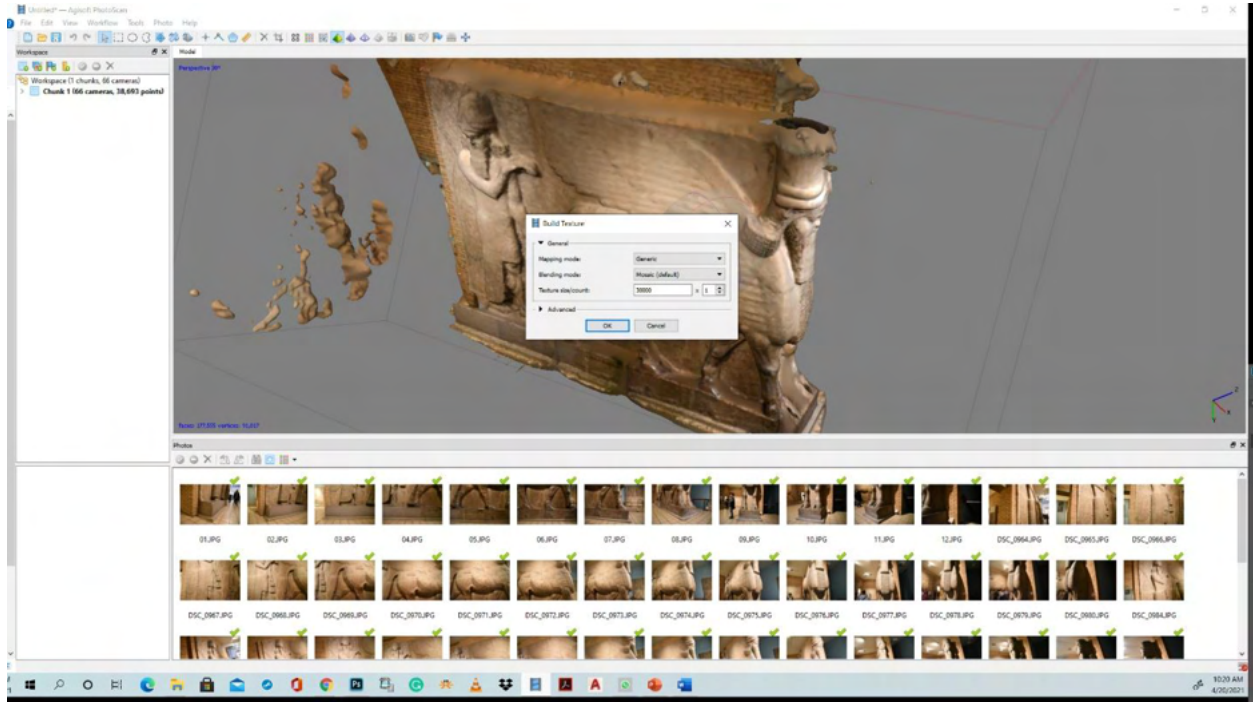 Untitled* — Agisoft PhotoScan
File Edit View Workflow Tools Photo Help
Workspace
Model
Workspace (1 chunks, 66 cameras)
Chunk 1 (66 cameras, 38,693 points)
Perspective 30°
Build Texture
General
Mapping mode: Generic
Blending mode: Mosaic (default)
Texture size/count: x 1
Advanced
OK Cancel
Z
X
Y
Photos
01.JPG 02.JPG 03.JPG 04.JPG 05.JPG 06.JPG 07.JPG 08.JPG 09.JPG 10.JPG 11.JPG 12.JPG DSC_0964.JPG DSC_0965.JPG DSC_0966.JPG
DSC_0967.JPG DSC_0968.JPG DSC_0969.JPG DSC_0970.JPG DSC_0971.JPG DSC_0972.JPG DSC_0973.JPG DSC_0974.JPG DSC_0975.JPG DSC_0976.JPG DSC_0977.JPG DSC_0978.JPG DSC_0979.JPG DSC_0980.JPG DSC_0984.JPG
Ps
10:20 AM
4/20/2021